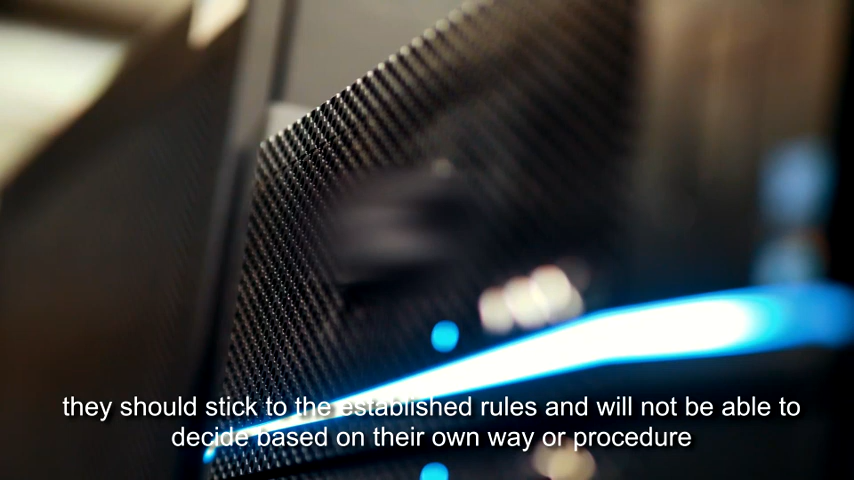 they should stick to the established rules and will not be able to
decide based on their own way or procedure